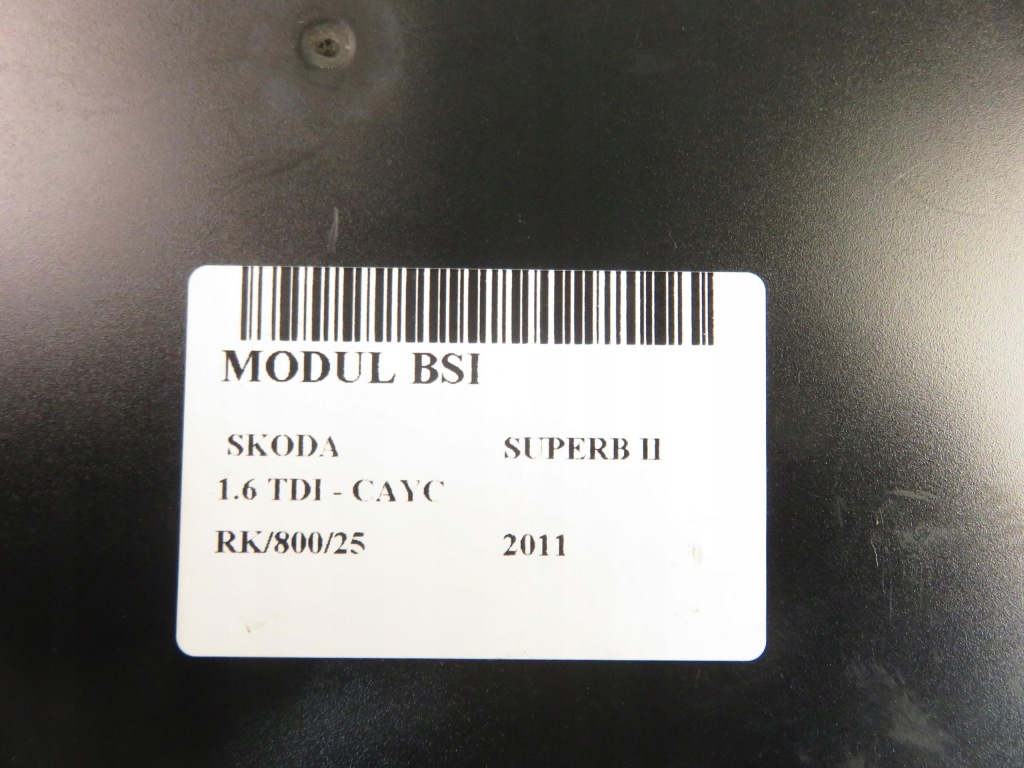 MODUL BSI
SKODA SUPERB II
1.6 TDI - CAYC
RK/800/25 2011